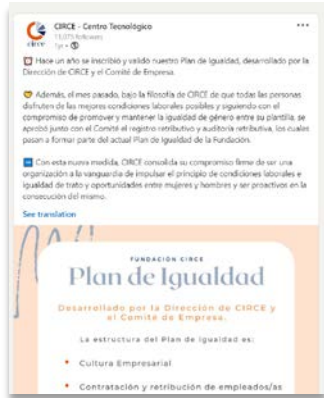 CIRCE - Centro Tecnológico
11,075 followers
1yr •
Hace un año se inscribió y validó nuestro Plan de Igualdad, desarrollado por la
Dirección de CIRCE y el Comité de Empresa.
Además, el mes pasado, bajo la filosofía de CIRCE de que todas las personas
disfruten de las mejores condiciones laborales posibles y siguiendo con el
compromiso de promover y mantener la igualdad de género entre su plantilla, se
aprobó junto con el Comité el registro retributivo y auditoría retributiva, los cuales
pasan a formar parte del actual Plan de Igualdad de la Fundación.
Con esta nueva medida, CIRCE consolida su compromiso firme de ser una
organización a la vanguardia de impulsar el principio de condiciones laborales e
igualdad de trato y oportunidades entre mujeres y hombres y ser proactivos en la
consecución del mismo.
See translation
FUNDACIÓN CIRCE
Plan de Igualdad
Desarrollado por la Dirección de CIRCE y
el Comité de Empresa.
La estructura del Plan de igualdad es:
• Cultura Empresarial
• Contratación y retribución de empleados/as